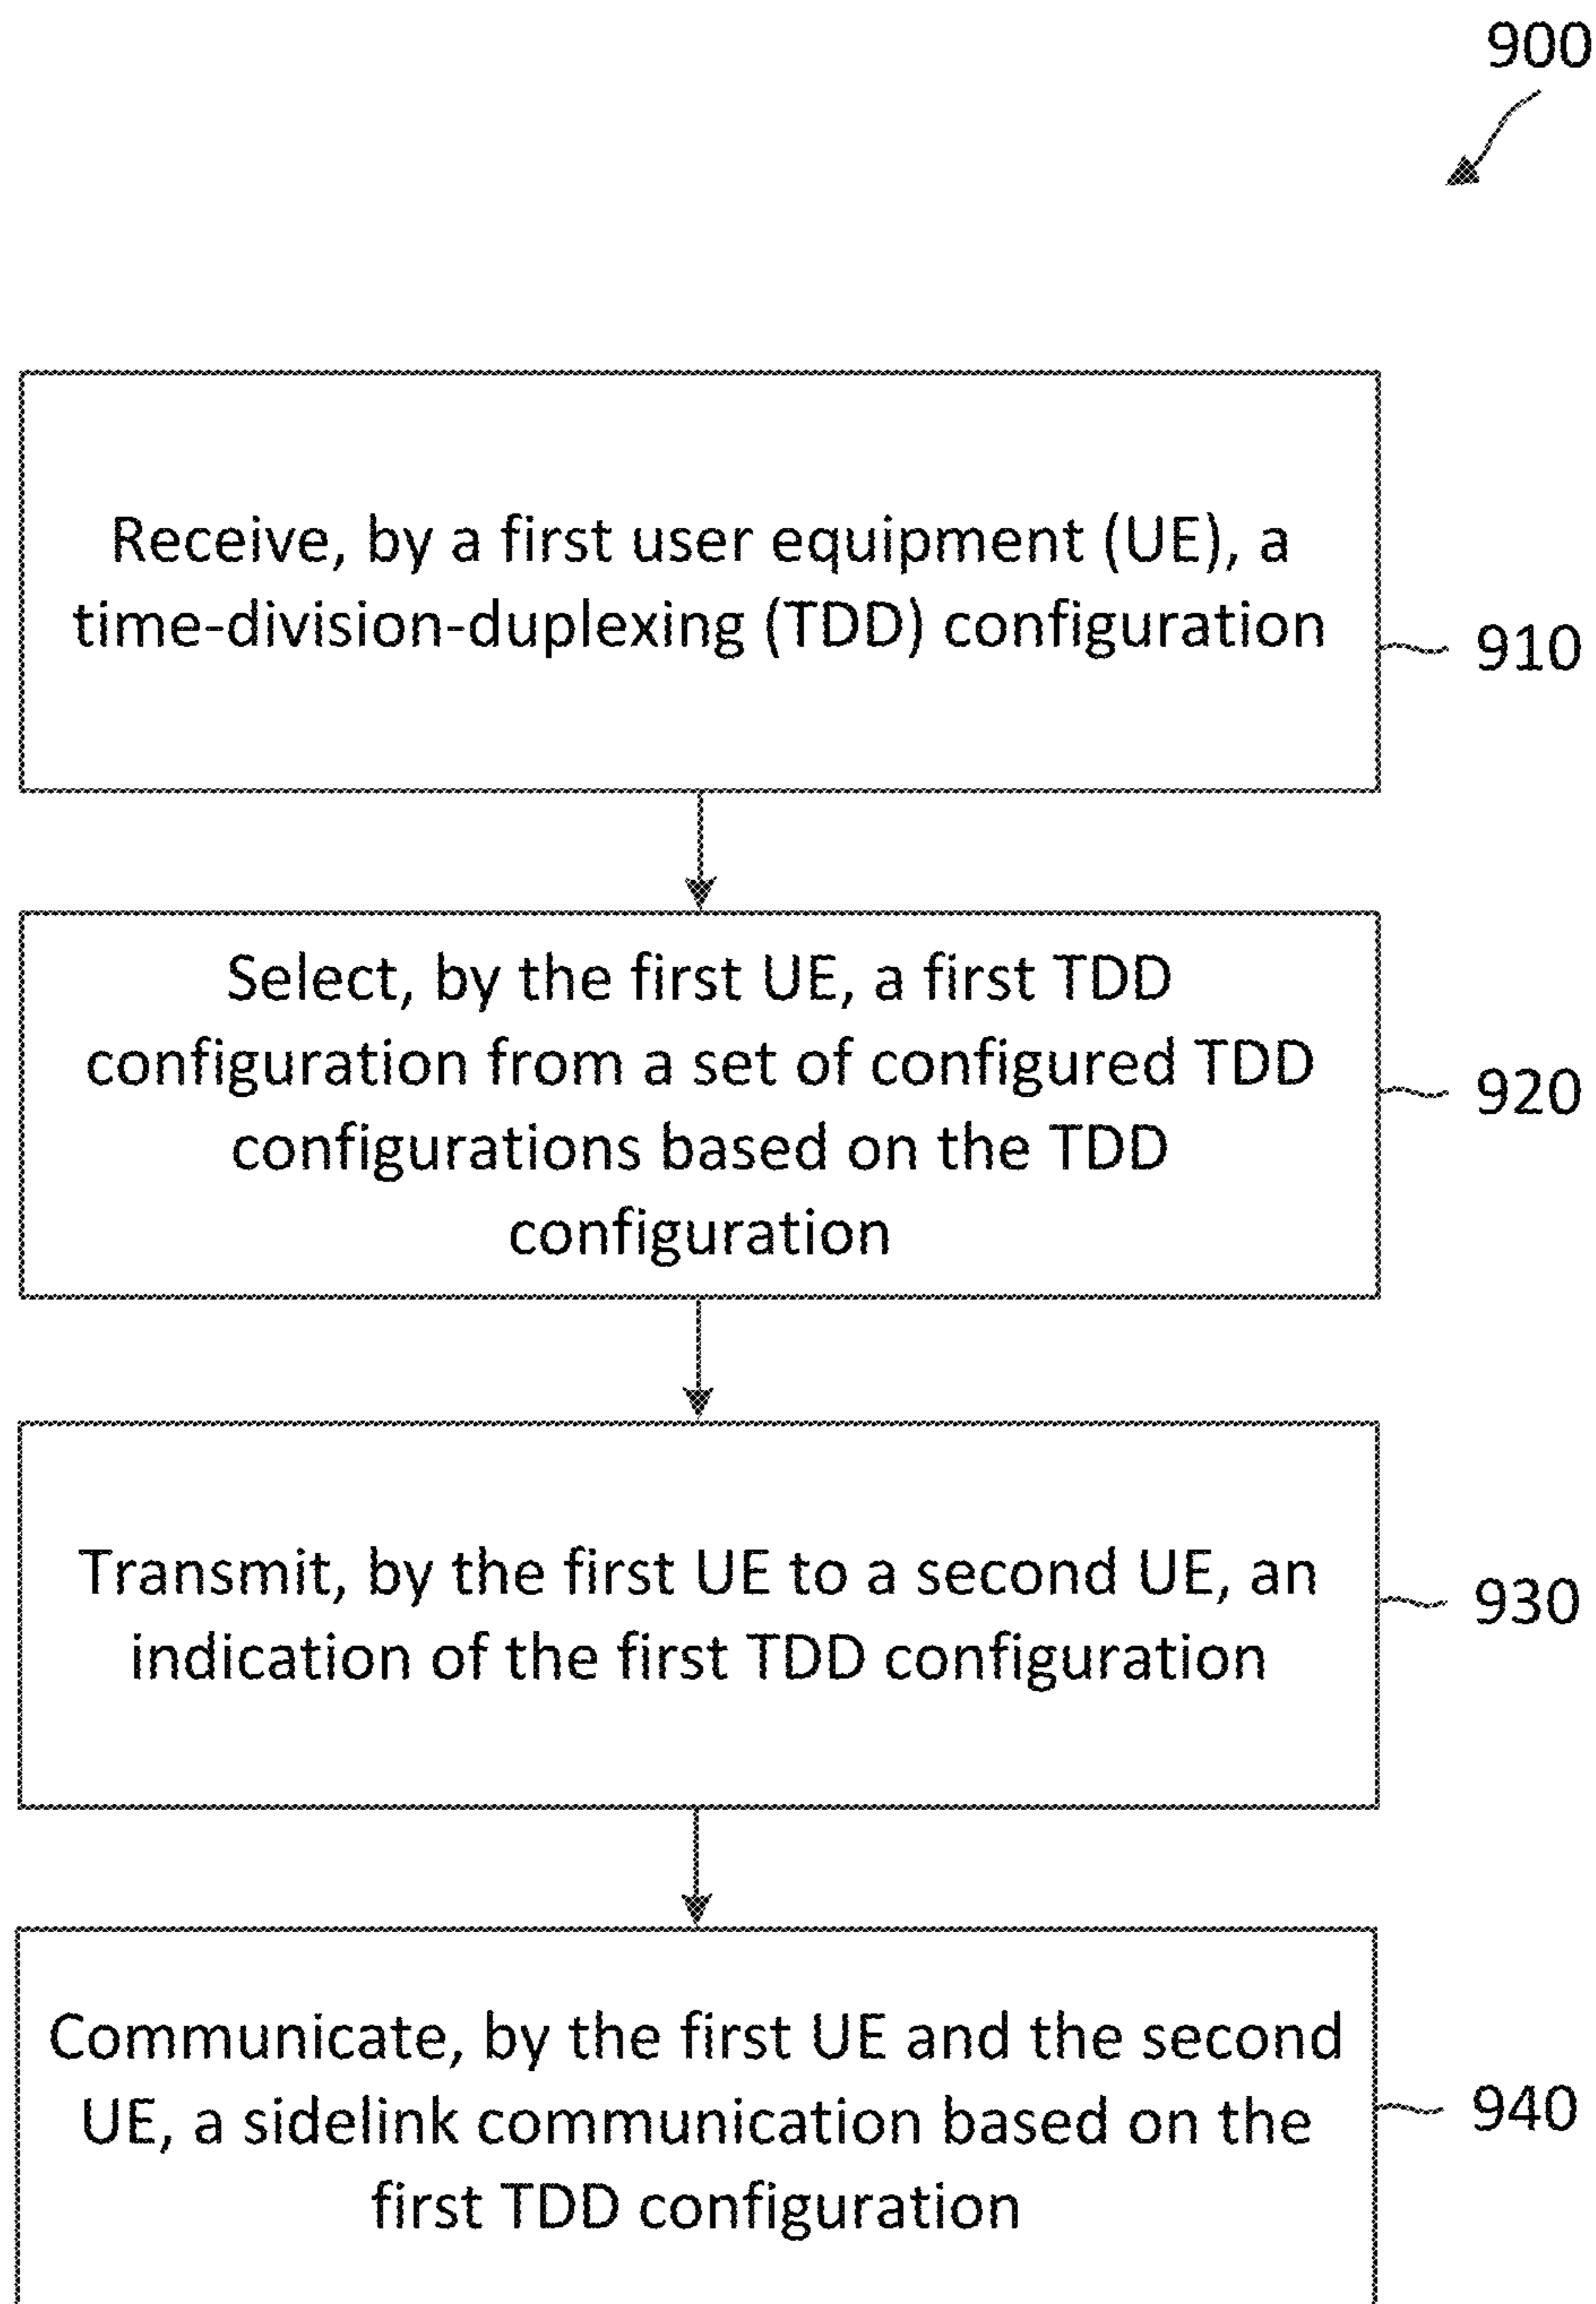 900
Receive, by a first user equipment (UE), a
time-division-duplexing (TDD) configuration
910
Select, by the first UE, a first TDD
configuration from a set of configured TDD
configurations based on the TDD
configuration
920
Transmit, by the first UE to a second UE, an
indication of the first TDD configuration
930
Communicate, by the first UE and the second
UE, a sidelink communication based on the
first TDD configuration
940